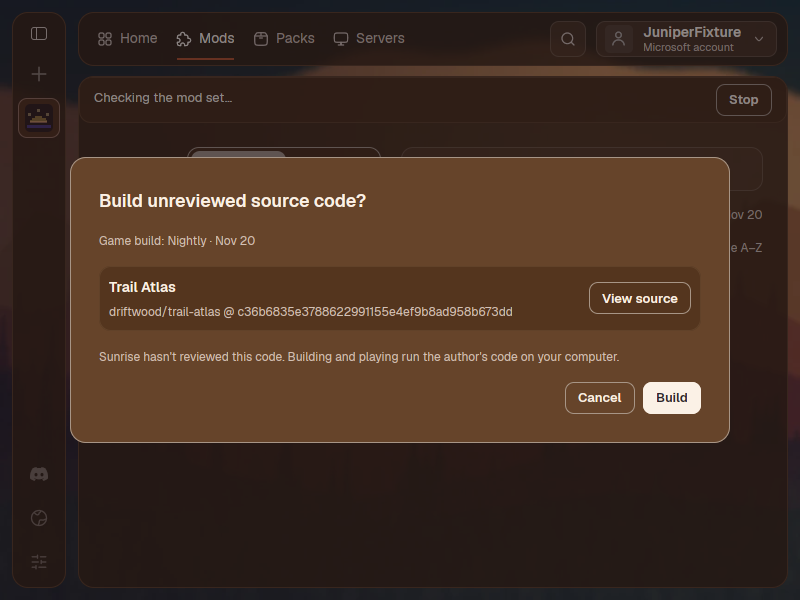 Home
Mods
Packs
Servers
JuniperFixture
Microsoft account
Checking the mod set...
Stop
ov 20
e A–Z
Build unreviewed source code?
Game build: Nightly · Nov 20
Trail Atlas
driftwood/trail-atlas @ c36b6835e3788622991155e4ef9b8ad958b673dd
View source
Sunrise hasn't reviewed this code. Building and playing run the author's code on your computer.
Cancel
Build